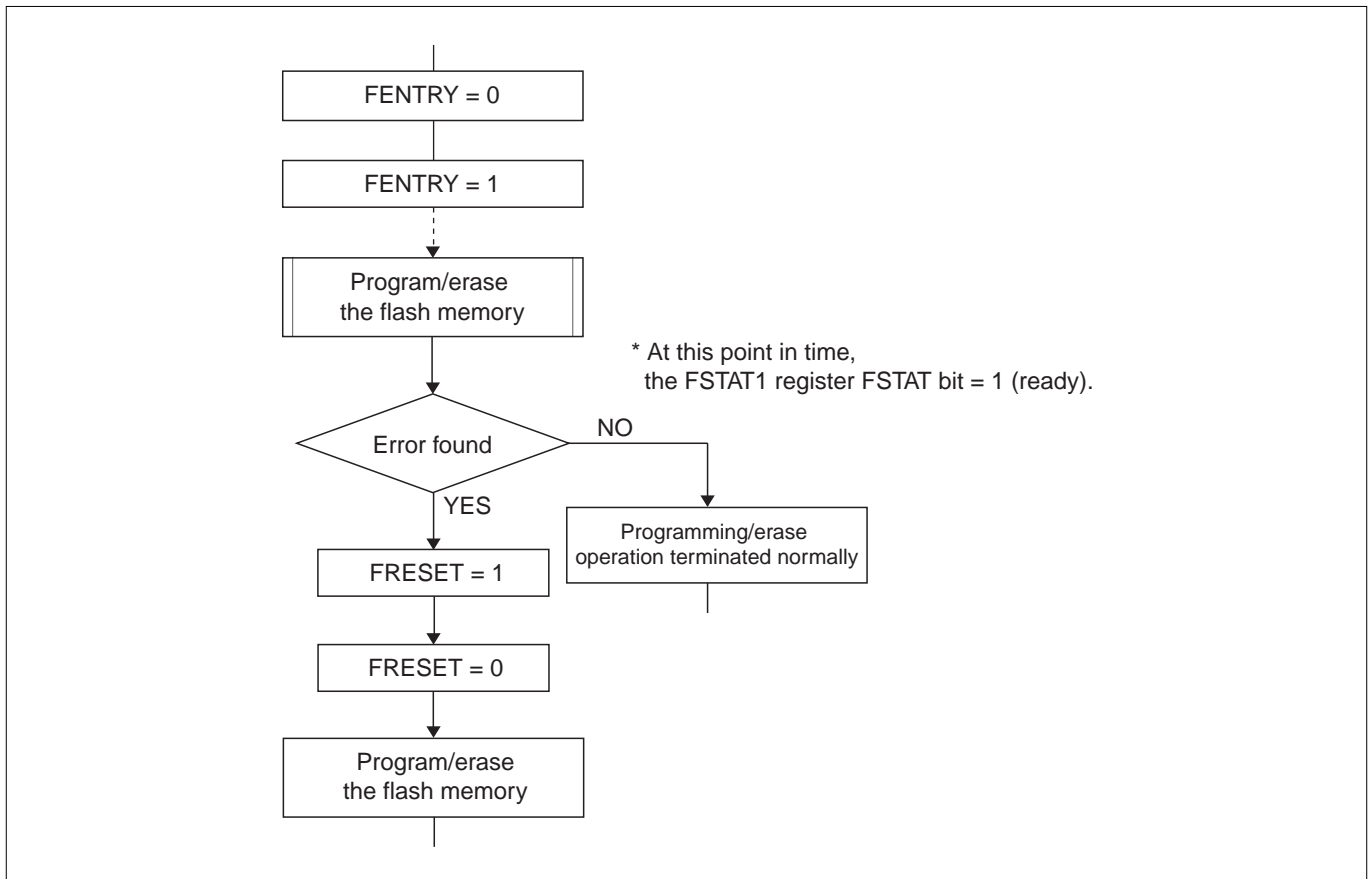 FENTRY = 0
FENTRY = 1
Program/erase
the flash memory
* At this point in time,
the FSTAT1 register FSTAT bit = 1 (ready).
Error found
NO
YES
Programming/erase
operation terminated normally
FRESET = 1
FRESET = 0
Program/erase
the flash memory